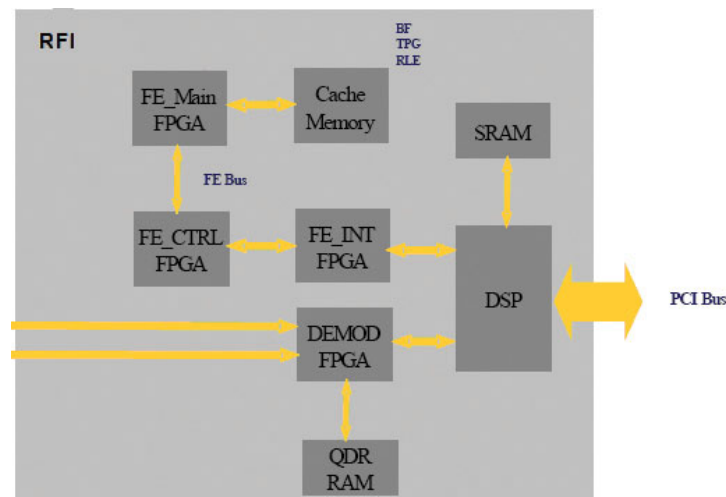 RFI
BF
TPG
RLE
FE_Main
FPGA
Cache
Memory
SRAM
FE Bus
FE_CTRL
FPGA
FE_INT
FPGA
DSP
PCI Bus
DEMOD
FPGA
QDR
RAM